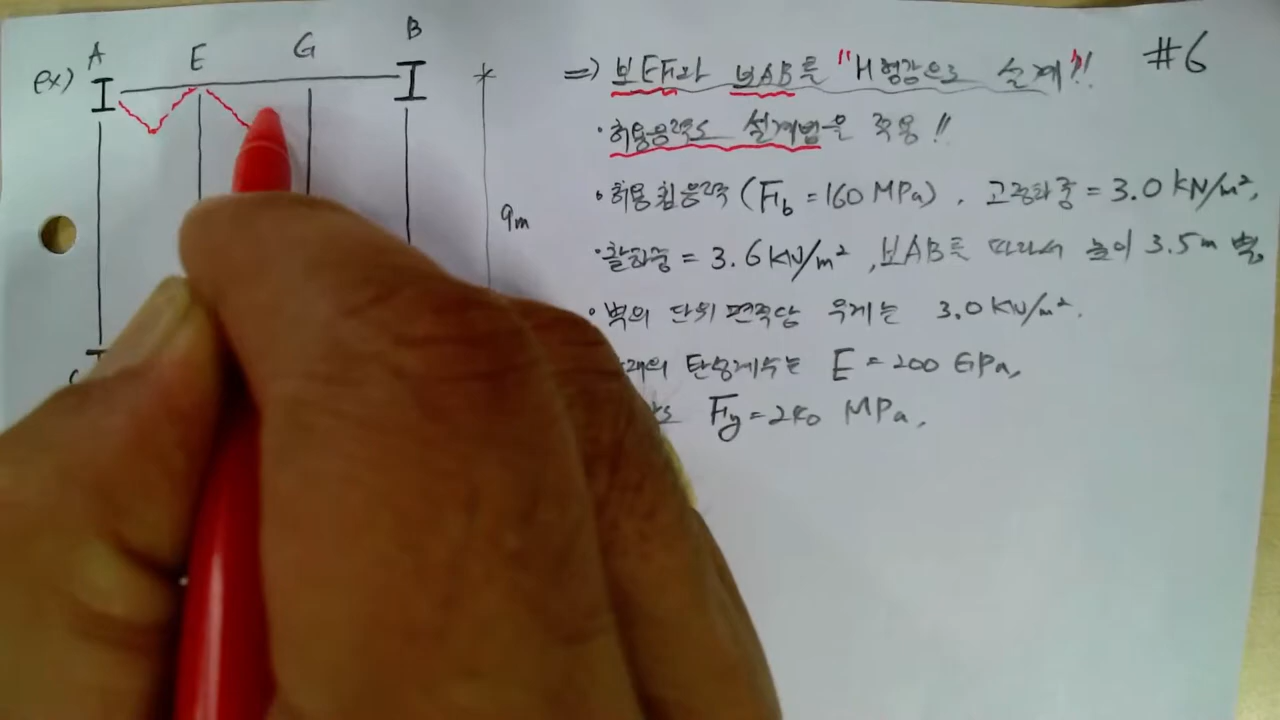 ex) A E G B
9m
#6
⇒) 보EF와 보AB를 "H형강으로 설계"?!
·허용응력도 설계법을 적용!!
·허용휨응력 (Fb = 160 MPa), 고정하중 = 3.0 kN/m²,
·활하중 = 3.6 kN/m², 보AB를 따라서 높이 3.5m 벽,
·벽의 단위면적당 무게는 3.0 kN/m².
탄성계수는 E = 200 GPa,
Fy = 240 MPa,